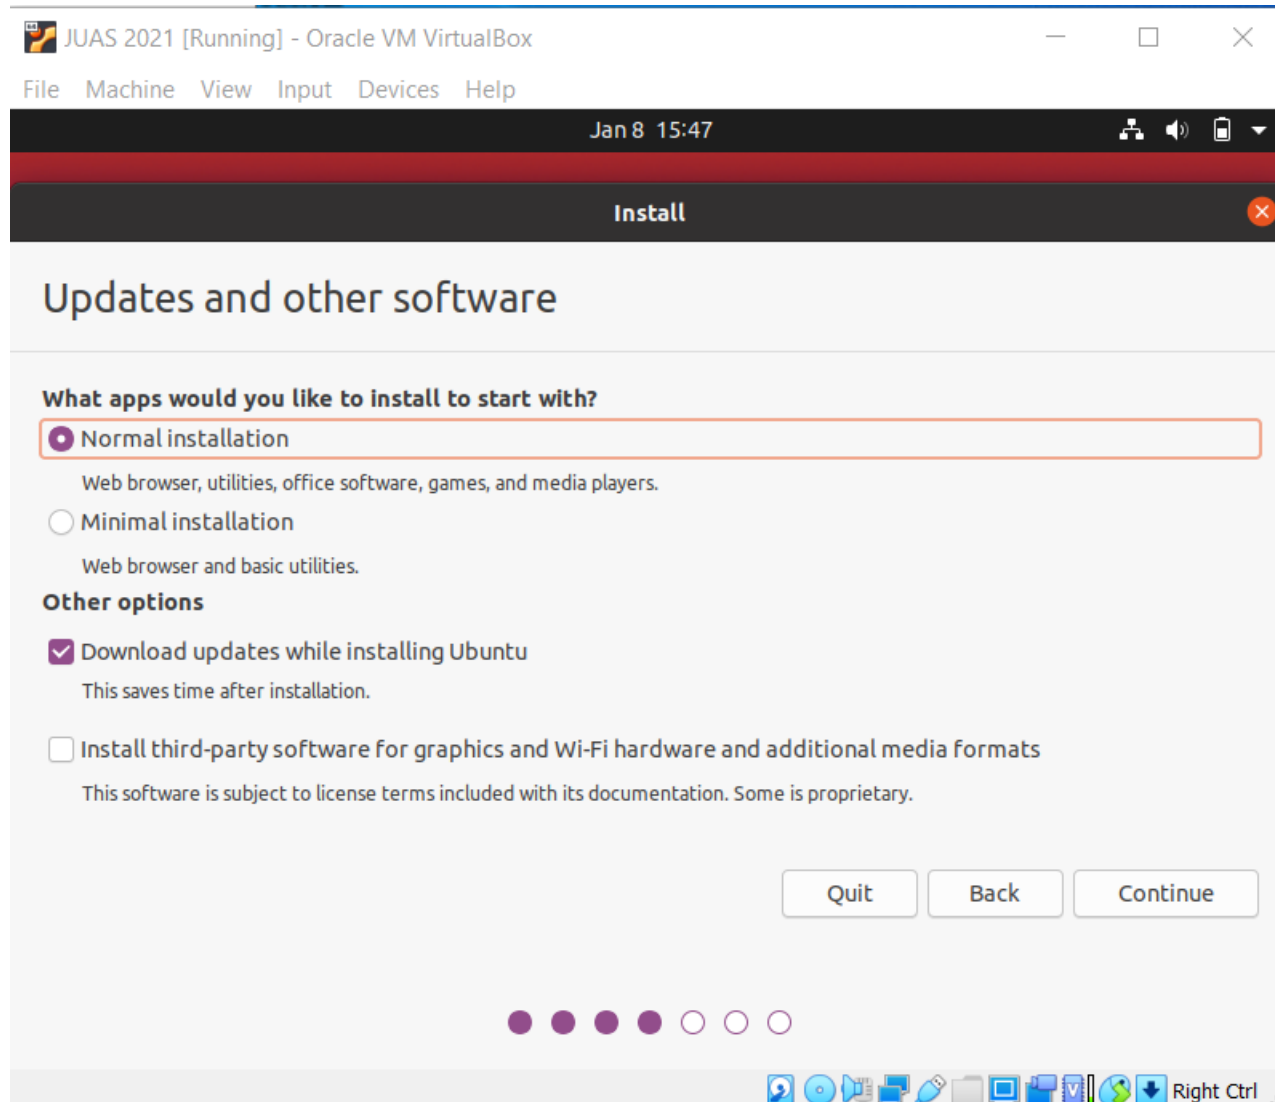 JUAS 2021 [Running] - Oracle VM VirtualBox
File Machine View Input Devices Help
Jan 8 15:47
Install
Updates and other software
What apps would you like to install to start with?
Normal installation
Web browser, utilities, office software, games, and media players.
Minimal installation
Web browser and basic utilities.
Other options
Download updates while installing Ubuntu
This saves time after installation.
Install third-party software for graphics and Wi-Fi hardware and additional media formats
This software is subject to license terms included with its documentation. Some is proprietary.
Quit Back Continue
Right Ctrl